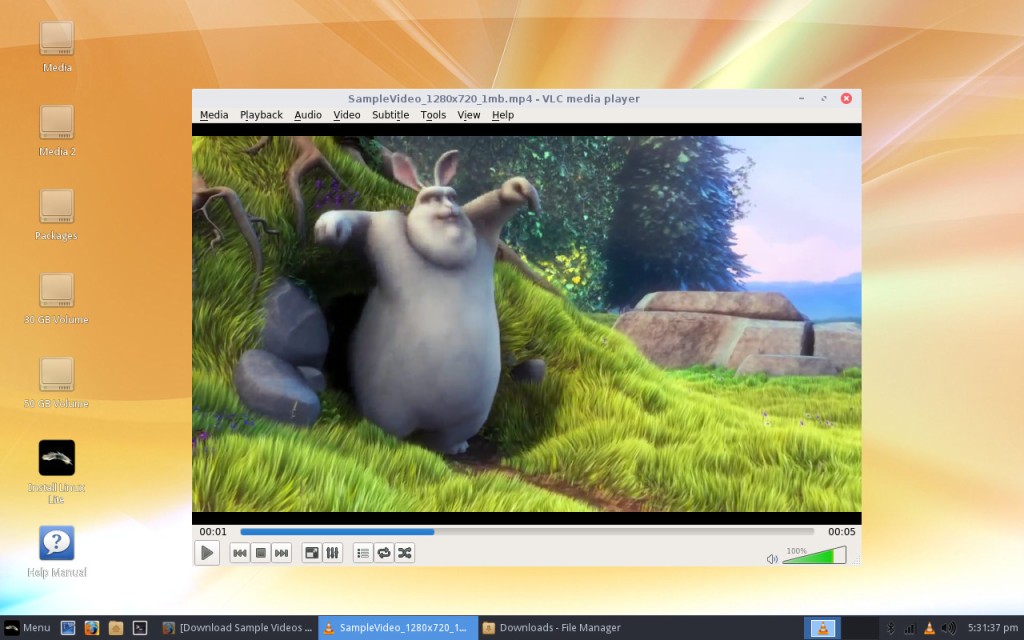 Media
Media 2
Packages
30 GB Volume
50 GB Volume
Install Linux
Lite
Help Manual
SampleVideo_1280x720_1mb.mp4 - VLC media player
Media Playback Audio Video Subtitle Tools View Help
00:01 00:05
100%
Menu [Download Sample Videos ... SampleVideo_1280x720_1... Downloads - File Manager 5:31:37 pm